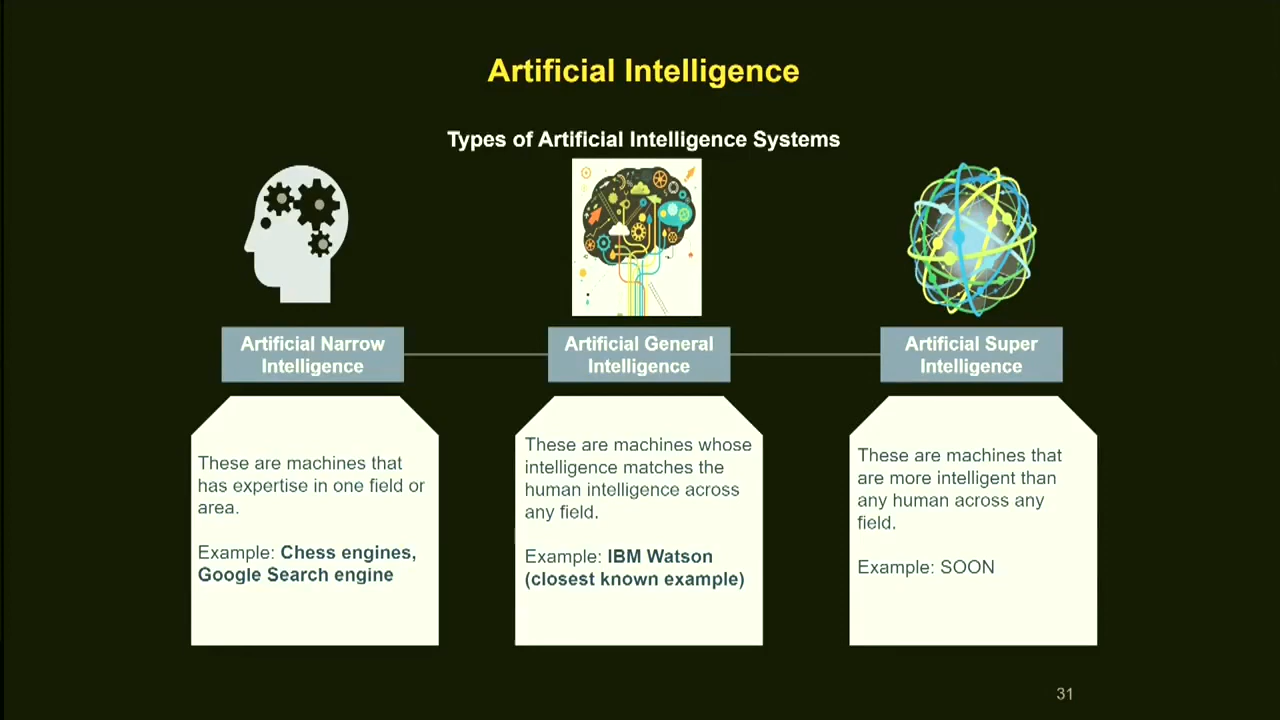 Artificial Intelligence
Types of Artificial Intelligence Systems
Artificial Narrow
Intelligence
These are machines that
has expertise in one field or
area.
Example: Chess engines,
Google Search engine
Artificial General
Intelligence
These are machines whose
intelligence matches the
human intelligence across
any field.
Example: IBM Watson
(closest known example)
Artificial Super
Intelligence
These are machines that
are more intelligent than
any human across any
field.
Example: SOON
31